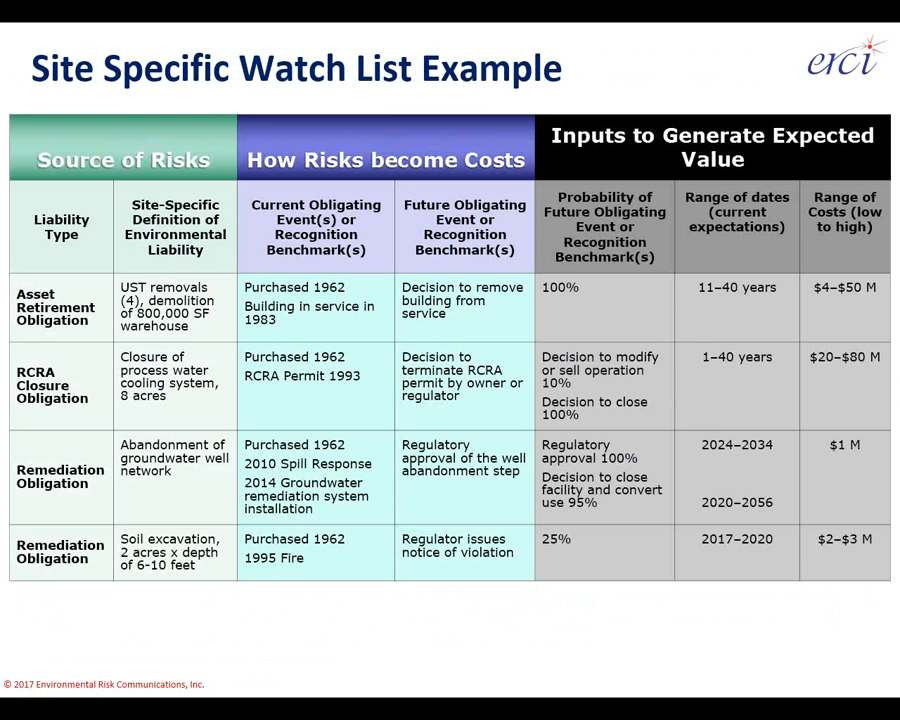 Site Specific Watch List Example
erci
Source of Risks
How Risks become Costs
Inputs to Generate Expected
Value
Liability
Type
Site-Specific
Definition of
Environmental
Liability
Current Obligating
Event(s) or
Recognition
Benchmark(s)
Future Obligating
Event or
Recognition
Benchmark(s)
Probability of
Future Obligating
Event or
Recognition
Benchmark(s)
Range of dates
(current
expectations)
Range of
Costs (low
to high)
Asset
Retirement
Obligation
UST removals
(4), demolition
of 800,000 SF
warehouse
Purchased 1962
Building in service in
1983
Decision to remove
building from
service
100%
11–40 years
$4–$50 M
RCRA
Closure
Obligation
Closure of
process water
cooling system,
8 acres
Purchased 1962
RCRA Permit 1993
Decision to
terminate RCRA
permit by owner or
regulator
Decision to modify
or sell operation
10%
Decision to close
100%
1–40 years
$20–$80 M
Remediation
Obligation
Abandonment of
groundwater well
network
Purchased 1962
2010 Spill Response
2014 Groundwater
remediation system
installation
Regulatory
approval of the well
abandonment step
Regulatory
approval 100%
Decision to close
facility and convert
use 95%
2024–2034
2020–2056
$1 M
Remediation
Obligation
Soil excavation,
2 acres x depth
of 6-10 feet
Purchased 1962
1995 Fire
Regulator issues
notice of violation
25%
2017–2020
$2–$3 M
© 2017 Environmental Risk Communications, Inc.